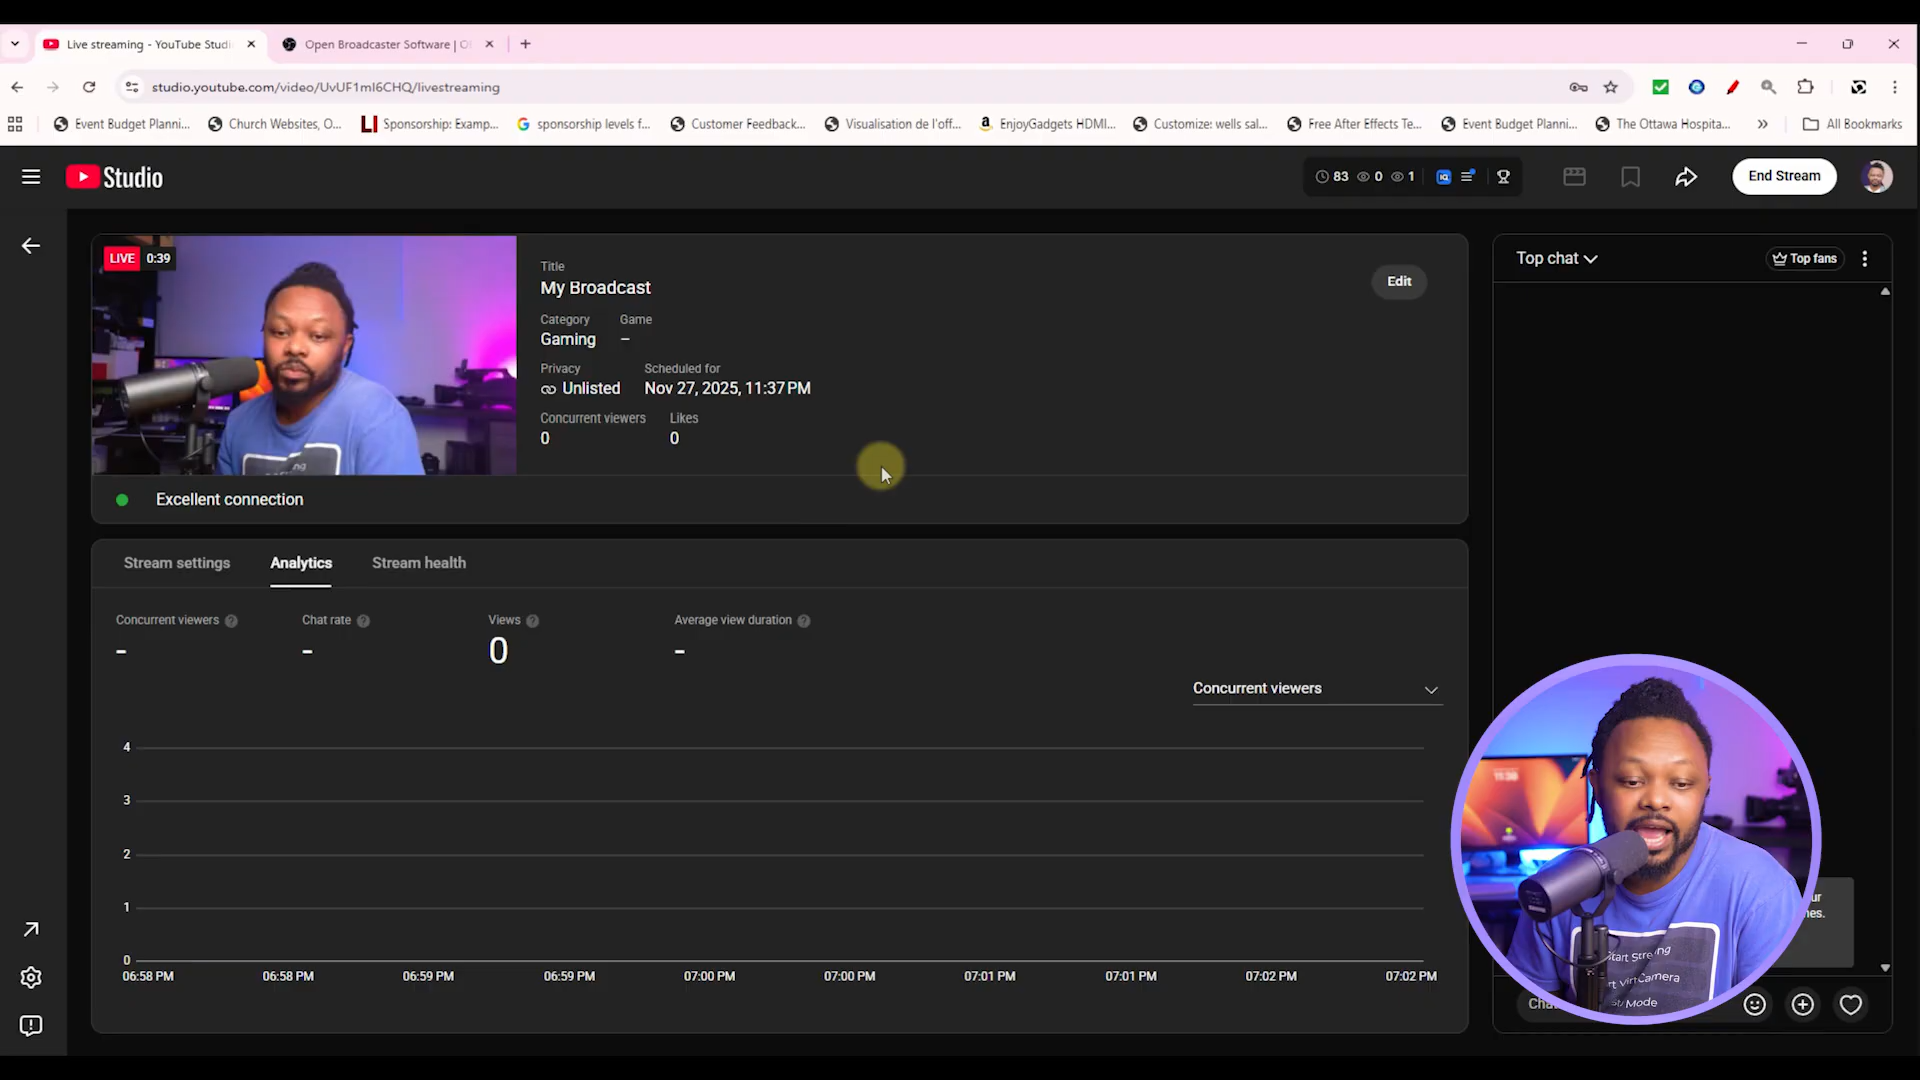 Live streaming - YouTube Studi
Open Broadcaster Software | O
studio.youtube.com/video/UvUF1mI6CHQ/livestreaming
Event Budget Planni...
Church Websites, O...
Sponsorship: Examp...
sponsorship levels f...
Customer Feedback...
Visualisation de l'off...
EnjoyGadgets HDMI...
Customize: wells sal...
Free After Effects Te...
Event Budget Planni...
The Ottawa Hospita...
All Bookmarks
Studio
83 0 1
End Stream
LIVE 0:39
Title
My Broadcast
Edit
Category Game
Gaming –
Privacy Scheduled for
Unlisted Nov 27, 2025, 11:37 PM
Concurrent viewers Likes
0 0
Excellent connection
Top chat
Top fans
Stream settings Analytics Stream health
Concurrent viewers Chat rate Views Average view duration
- - 0 -
Concurrent viewers
4
3
2
1
0
06:58 PM 06:58 PM 06:59 PM 06:59 PM 07:00 PM 07:00 PM 07:01 PM 07:01 PM 07:02 PM 07:02 PM